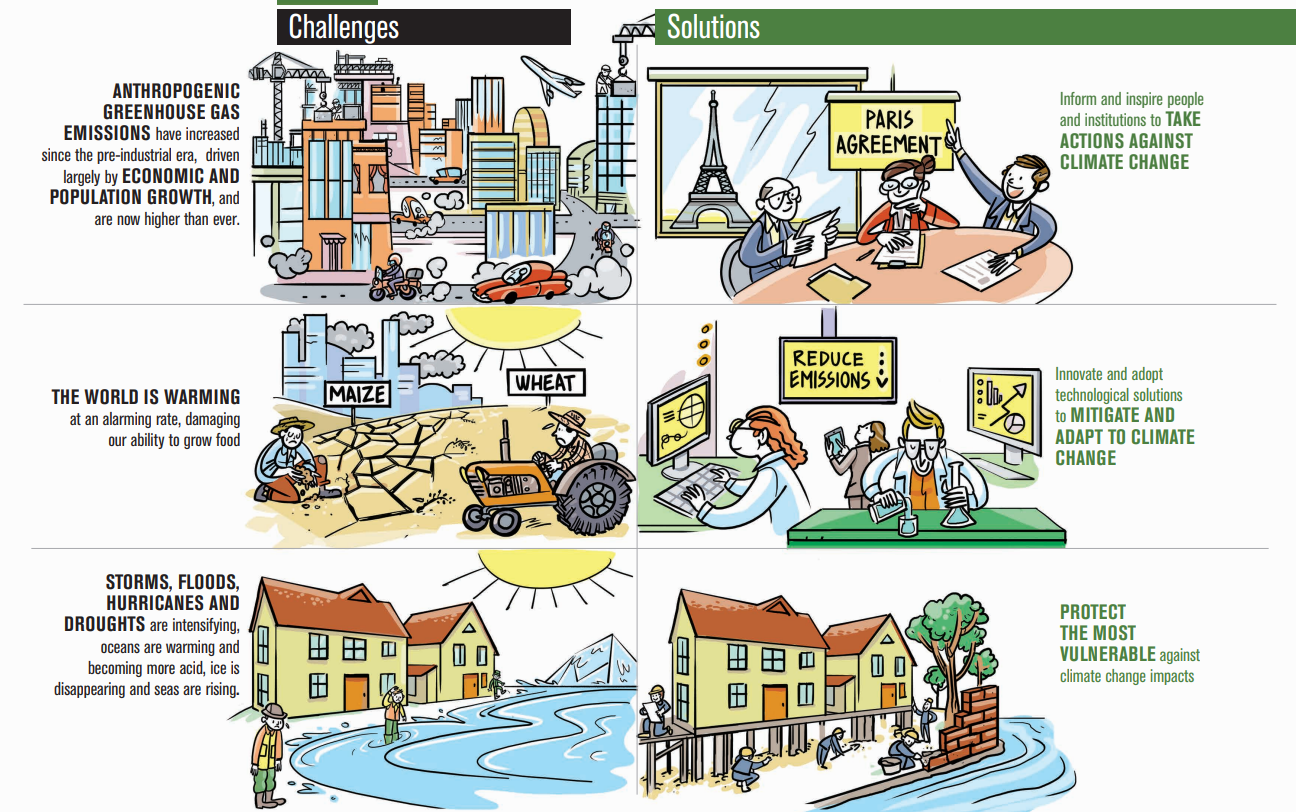 Challenges
Solutions
ANTHROPOGENIC
GREENHOUSE GAS
EMISSIONS have increased
since the pre-industrial era, driven
largely by ECONOMIC AND
POPULATION GROWTH, and
are now higher than ever.
PARIS
AGREEMENT
Inform and inspire people
and institutions to TAKE
ACTIONS AGAINST
CLIMATE CHANGE
THE WORLD IS WARMING
at an alarming rate, damaging
our ability to grow food
MAIZE
WHEAT
REDUCE
EMISSIONS
Innovate and adopt
technological solutions
to MITIGATE AND
ADAPT TO CLIMATE
CHANGE
STORMS, FLOODS,
HURRICANES AND
DROUGHTS are intensifying,
oceans are warming and
becoming more acid, ice is
disappearing and seas are rising.
PROTECT
THE MOST
VULNERABLE against
climate change impacts